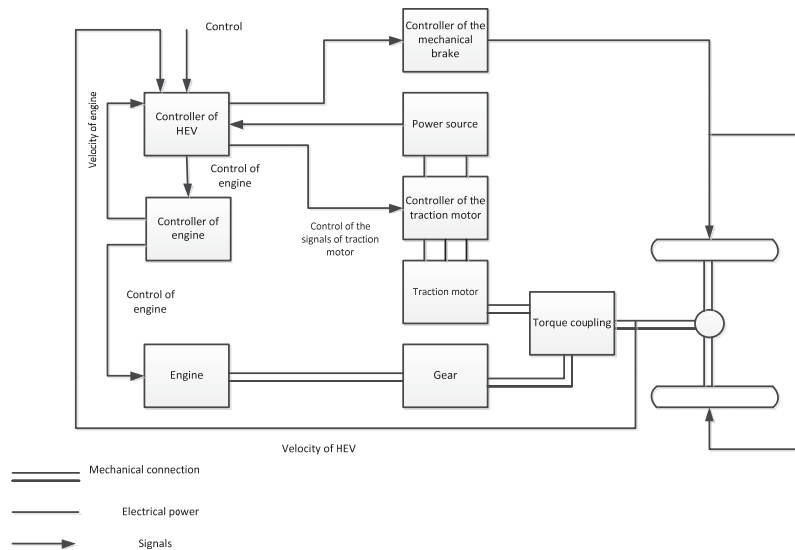 Control
Controller of the
mechanical
brake
Velocity of engine
Controller of
HEV
Power source
Control of
engine
Controller of the
traction motor
Controller of
engine
Control of the
signals of traction
motor
Control of
engine
Traction motor
Torque coupling
Engine
Gear
Velocity of HEV
Mechanical connection
Electrical power
Signals